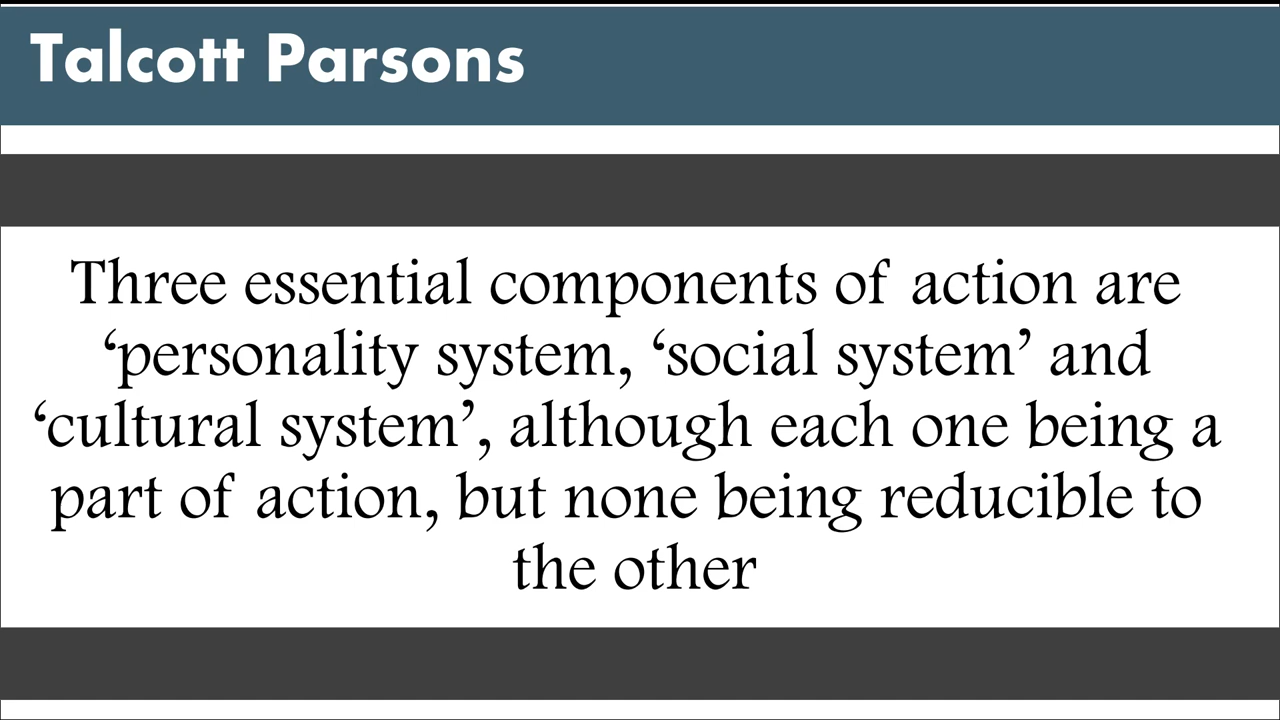 Talcott Parsons
Three essential components of action are
‘personality system, ‘social system’ and
‘cultural system’, although each one being a
part of action, but none being reducible to
the other